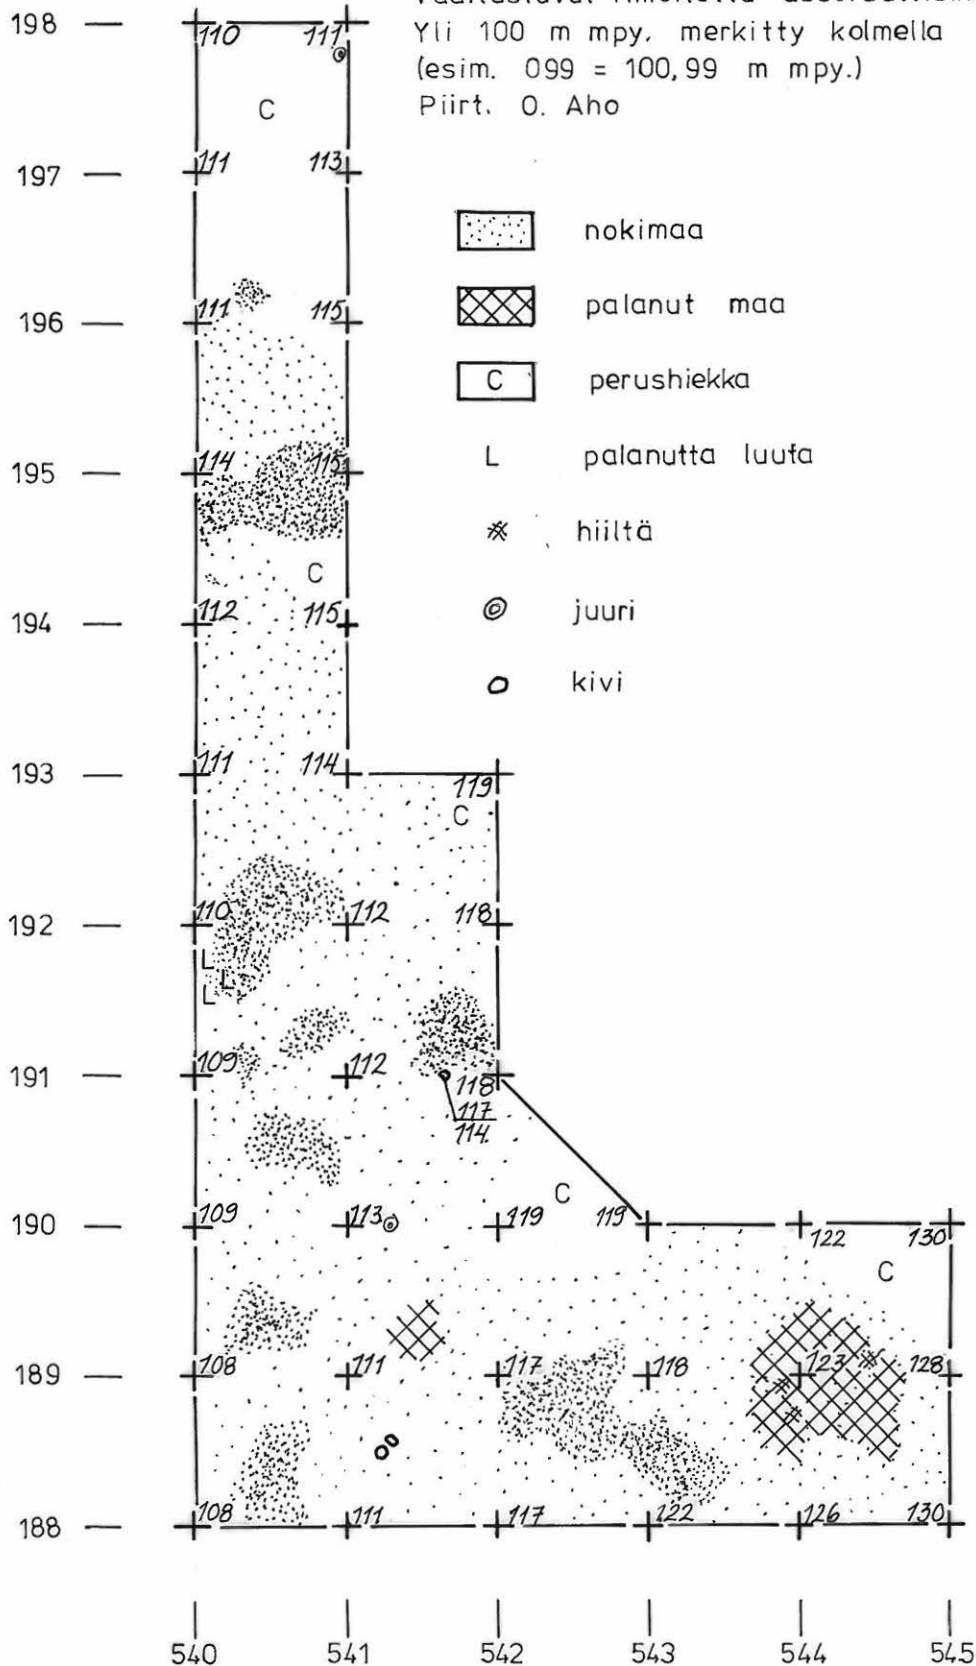 Yli 100 m mpy. merkitty kolmella
(esim. 099 = 100,99 m mpy.)
Piirt. O. Aho
nokimaa
palanut maa
C perushiekka
L palanutta luuta
hiiltä
juuri
kivi
198 110 111
C
197 111 113
196 111 115
195 114 115
C
194 112 115
193 111 114 119
C
192 110 112 118
L
L
L
191 109 112 118
117
114
C
190 109 113 119 119 122 130
C
189 108 111 117 118 123 128
188 108 111 117 122 126 130
540 541 542 543 544 545